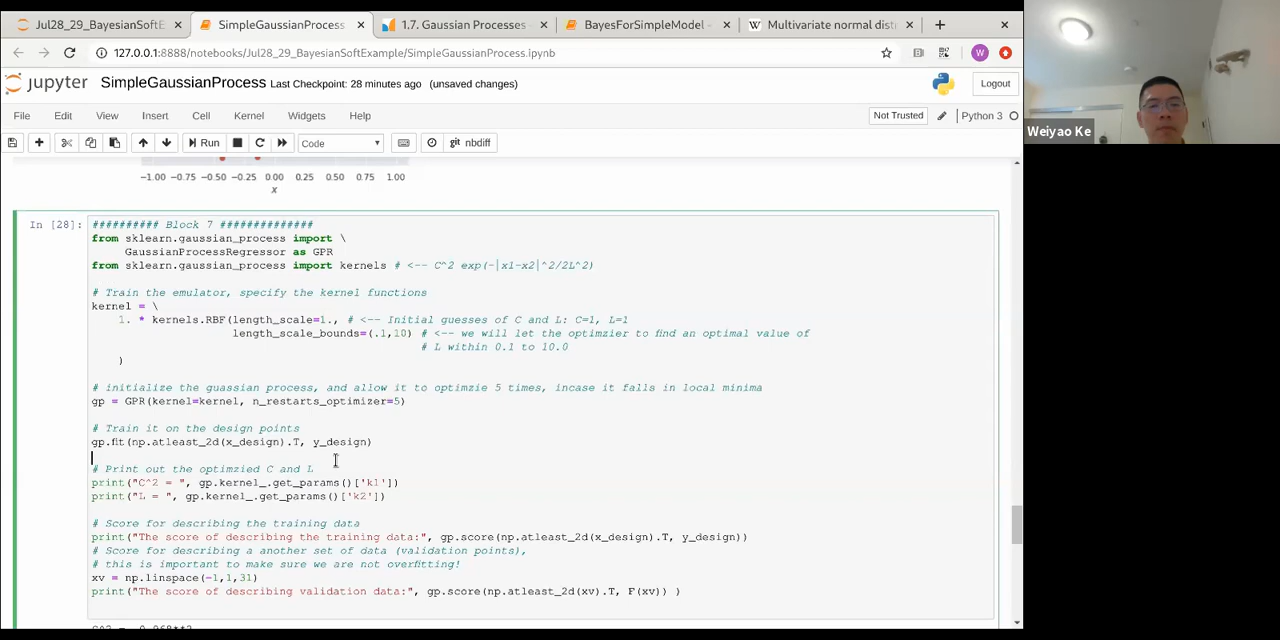 Jul28_29_BayesianSoftEx
SimpleGaussianProcess
1.7. Gaussian Processes
BayesForSimpleModel -
Multivariate normal dist
127.0.0.1:8888/notebooks/Jul28_29_BayesianSoftExample/SimpleGaussianProcess.ipynb
W
jupyter SimpleGaussianProcess Last Checkpoint: 28 minutes ago (unsaved changes)
Logout
File Edit View Insert Cell Kernel Widgets Help
Not Trusted
Python 3
Run
Code
git nbdiff
-1.00 -0.75 -0.50 -0.25 0.00 0.25 0.50 0.75 1.00
x
In [28]:
########## Block 7 ##############
from sklearn.gaussian_process import \
GaussianProcessRegressor as GPR
from sklearn.gaussian_process import kernels # <-- C^2 exp(-|x1-x2|^2/2L^2)
# Train the emulator, specify the kernel functions
kernel = \
1. * kernels.RBF(length_scale=1., # <-- Initial guesses of C and L: C=1, L=1
length_scale_bounds=(.1,10) # <-- we will let the optimzier to find an optimal value of
# L within 0.1 to 10.0
)
# initialize the guassian process, and allow it to optimzie 5 times, incase it falls in local minima
gp = GPR(kernel=kernel, n_restarts_optimizer=5)
# Train it on the design points
gp.fit(np.atleast_2d(x_design).T, y_design)
# Print out the optimzied C and L
print("C^2 = ", gp.kernel_.get_params()['k1'])
print("L = ", gp.kernel_.get_params()['k2'])
# Score for describing the training data
print("The score of describing the training data:", gp.score(np.atleast_2d(x_design).T, y_design))
# Score for describing a another set of data (validation points),
# this is important to make sure we are not overfitting!
xv = np.linspace(-1,1,31)
print("The score of describing validation data:", gp.score(np.atleast_2d(xv).T, F(xv)) )
Weiyao Ke